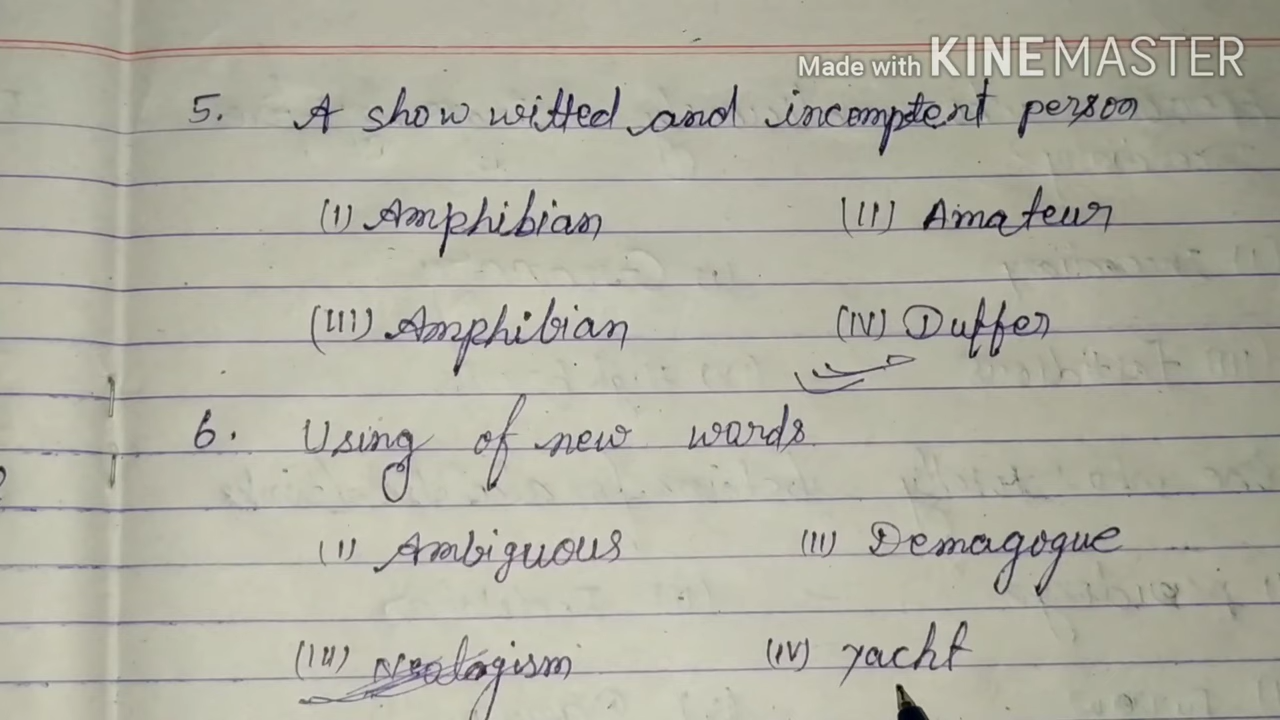 Made with KINEMASTER
5. A show witted and incomptent person
(I) Amphibian (II) Amateur
(III) Amphibian (IV) Duffer
6. Using of new words
(I) Ambiguous (II) Demagogue
(III) Neologism (IV) yacht